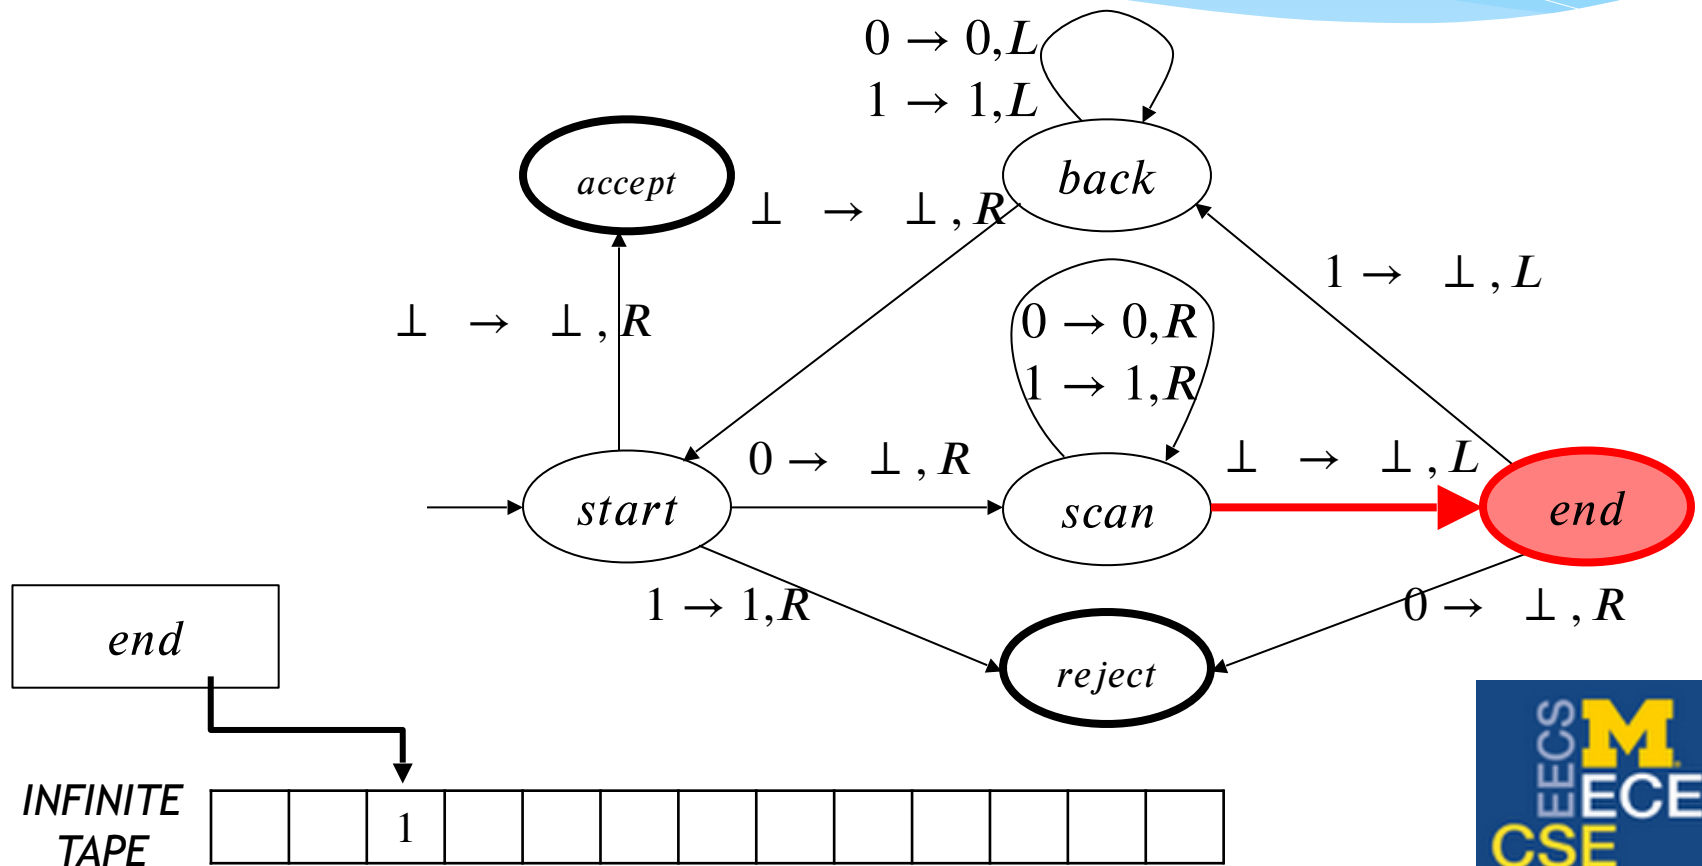 0 → 0, L
1 → 1, L
accept
back
⊥ → ⊥ , R
1 → ⊥ , L
⊥ → ⊥ , R
0 → 0, R
1 → 1, R
0 → ⊥ , R
⊥ → ⊥ , L
start
scan
end
1 → 1, R
0 → ⊥ , R
end
reject
INFINITE
TAPE
1
EECS
M
ECE
CSE